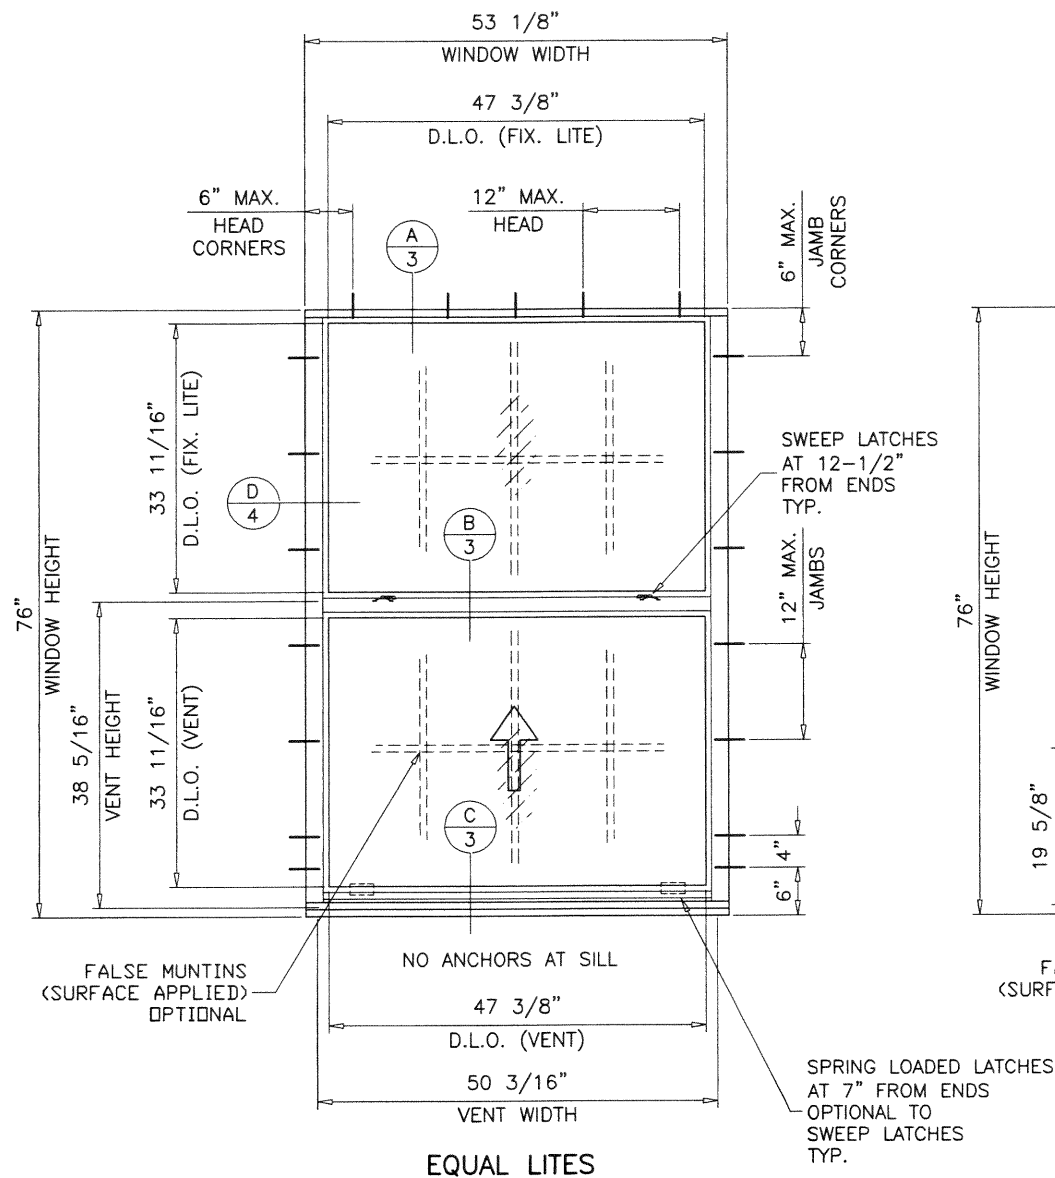 53 1/8"
WINDOW WIDTH
47 3/8"
D.L.O. (FIX. LITE)
6" MAX.
HEAD
CORNERS
12" MAX.
HEAD
6" MAX.
JAMB
CORNERS
A
3
33 11/16"
D.L.O. (FIX. LITE)
D
4
B
3
SWEEP LATCHES
AT 12-1/2"
FROM ENDS
TYP.
76"
WINDOW HEIGHT
12" MAX.
JAMBS
76"
WINDOW HEIGHT
38 5/16"
VENT HEIGHT
33 11/16"
D.L.O. (VENT)
C
3
4"
6"
19 5/8"
NO ANCHORS AT SILL
FALSE MUNTINS
(SURFACE APPLIED)
OPTIONAL
F
(SURF
47 3/8"
D.L.O. (VENT)
50 3/16"
VENT WIDTH
SPRING LOADED LATCHES
AT 7" FROM ENDS
OPTIONAL TO
SWEEP LATCHES
TYP.
EQUAL LITES